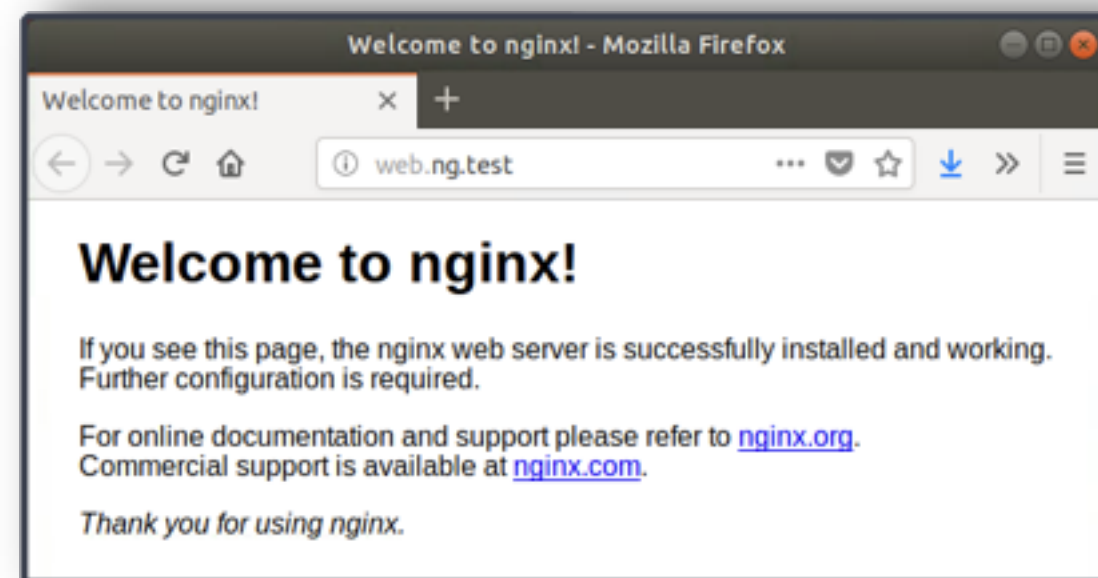 Welcome to nginx! - Mozilla Firefox
Welcome to nginx!
web.ng.test
Welcome to nginx!
If you see this page, the nginx web server is successfully installed and working.
Further configuration is required.
For online documentation and support please refer to nginx.org.
Commercial support is available at nginx.com.
Thank you for using nginx.